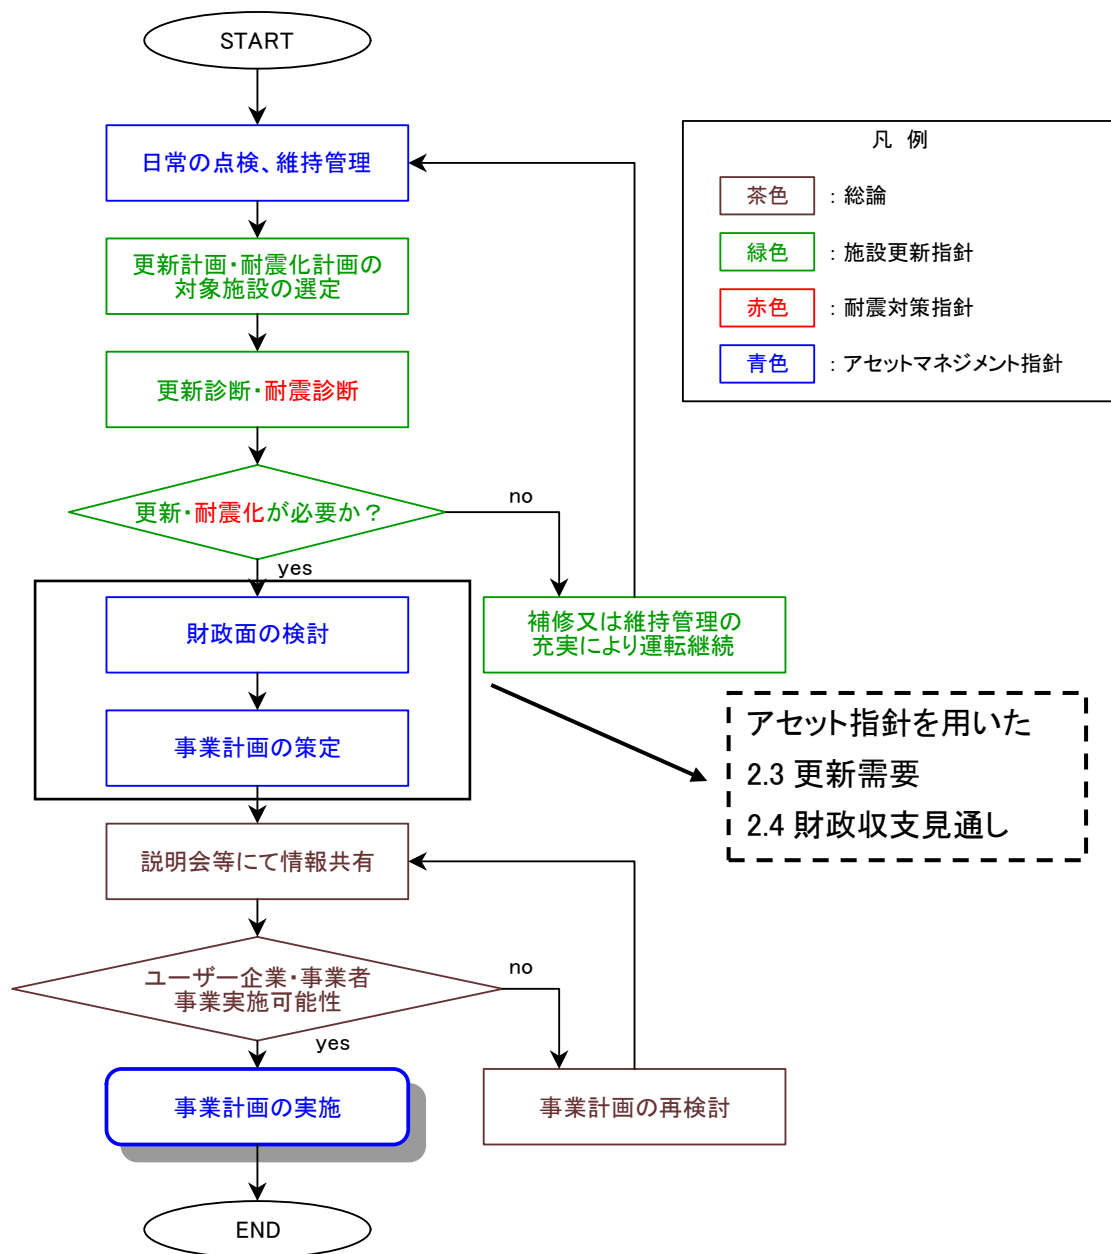 START
日常の点検、維持管理
更新計画・耐震化計画の
対象施設の選定
更新診断・耐震診断
更新・耐震化が必要か？
no
yes
財政面の検討
補修又は維持管理の
充実により運転継続
事業計画の策定
説明会等にて情報共有
ユーザー企業・事業者
事業実施可能性
no
yes
事業計画の実施
事業計画の再検討
END
凡 例
茶色 ：総論
緑色 ：施設更新指針
赤色 ：耐震対策指針
青色 ：アセットマネジメント指針
アセット指針を用いた
2.3 更新需要
2.4 財政収支見通し